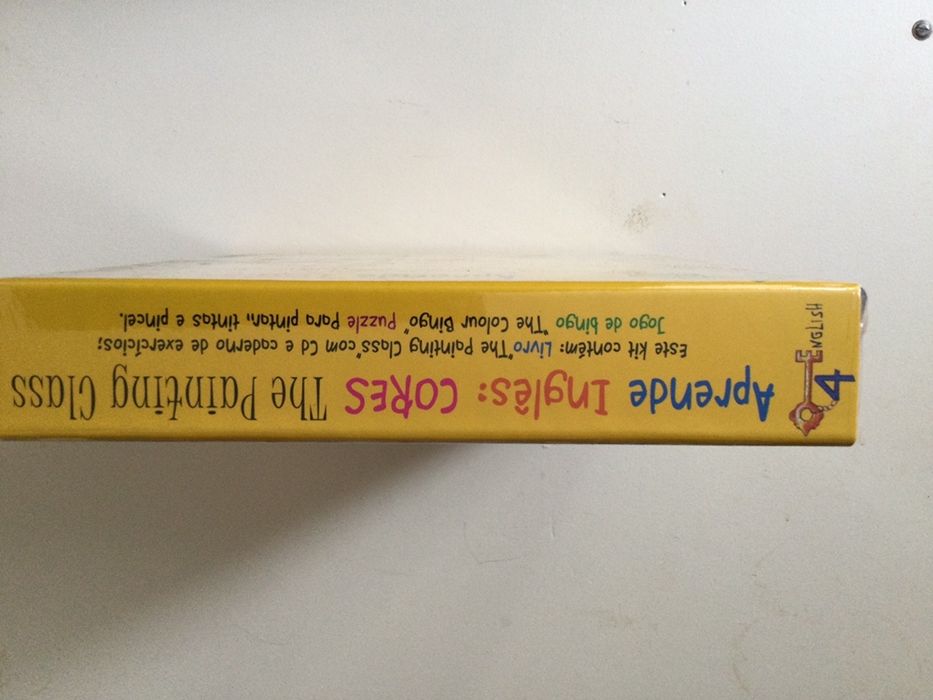 4 ENGLISH
Aprende Inglês: CORES The Painting Class
Este kit contêm: Livro "The Painting Class" com Cd e caderno de exercícios;
Jogo de bingo "The Colour Bingo" Puzzle Para pintar,, tintas e pincel.